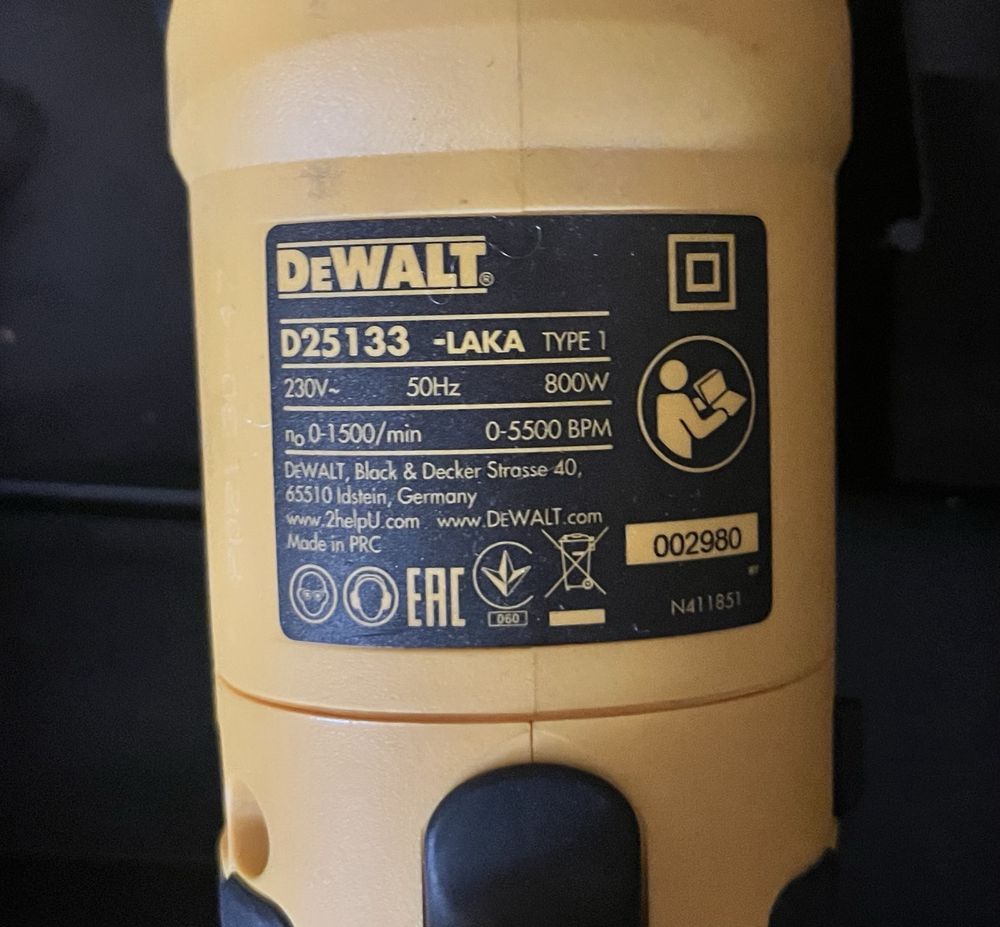 DEWALT®
D25133 -LAKA TYPE 1
230V~ 50Hz 800W
n₀ 0-1500/min 0-5500 BPM
DEWALT, Black & Decker Strasse 40,
65510 Idstein, Germany
www.2helpU.com www.DEWALT.com
Made in PRC
002980
EAC
060
N411851